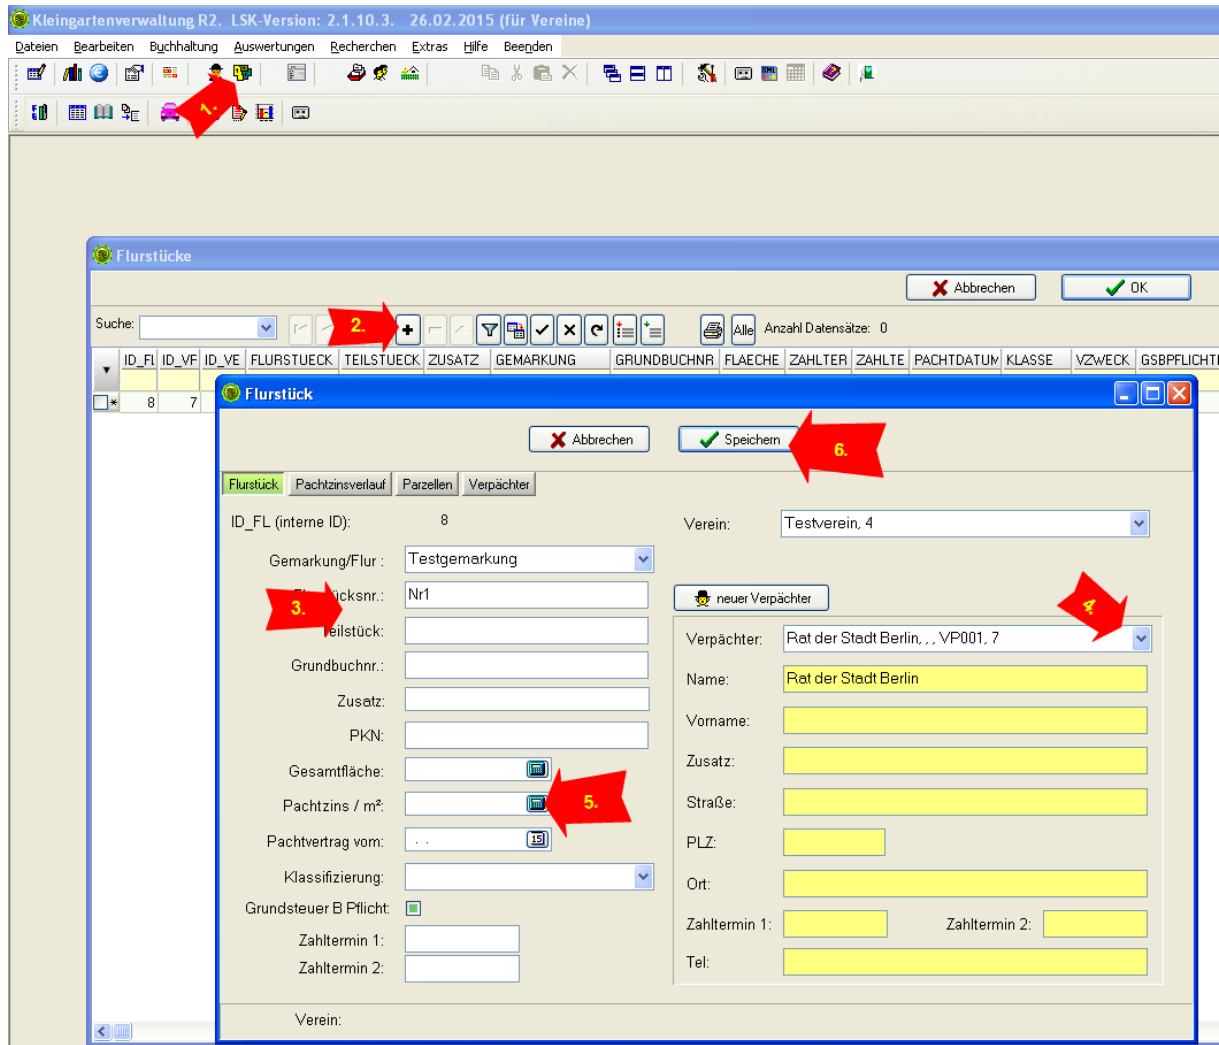 Kleingartenverwaltung R2. LSK-Version: 2.1.10.3. 26.02.2015 (für Vereine)
Dateien Bearbeiten Buchhaltung Auswertungen Recherchen Extras Hilfe Beenden
1.
Flurstücke
Abbrechen OK
Suche: 2. Alle Anzahl Datensätze: 0
ID_FL ID_VF ID_VE FLURSTUECK TEILSTUECK ZUSATZ GEMARKUNG GRUNDBUCHNR FLAECHE ZAHLTER ZAHLTE PACHTDATUM KLASSE VZWECK GSBPFLICHTI
8 7
Flurstück
Abbrechen Speichern 6.
Flurstück Pachtzinsverlauf Parzellen Verpächter
ID_FL (interne ID): 8
Verein: Testverein, 4
Gemarkung/Flur : Testgemarkung
cksnr.: Nr1
3.
eilstück:
Grundbuchnr.:
Zusatz:
PKN:
Gesamtfläche:
Pachtzins / m²: 5.
Pachtvertrag vom: . . 15
Klassifizierung:
Grundsteuer B Pflicht:
Zahltermin 1:
Zahltermin 2:
neuer Verpächter
4.
Verpächter: Rat der Stadt Berlin, , , VP001, 7
Name: Rat der Stadt Berlin
Vorname:
Zusatz:
Straße:
PLZ:
Ort:
Zahltermin 1: Zahltermin 2:
Tel:
Verein: